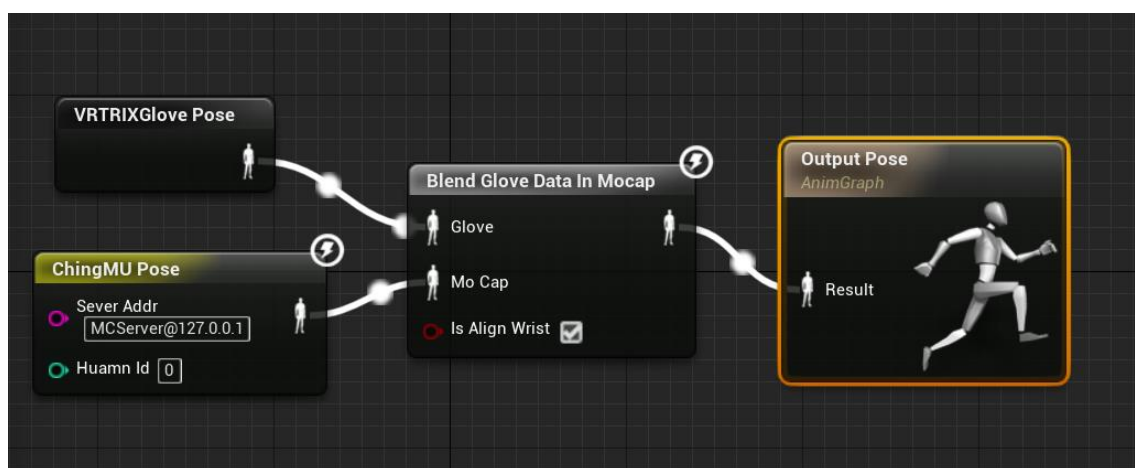 VRTRIXGlove Pose
ChingMU Pose
Sever Addr
MCServer@127.0.0.1
Huamn Id 0
Blend Glove Data In Mocap
Glove
Mo Cap
Is Align Wrist
Output Pose
AnimGraph
Result